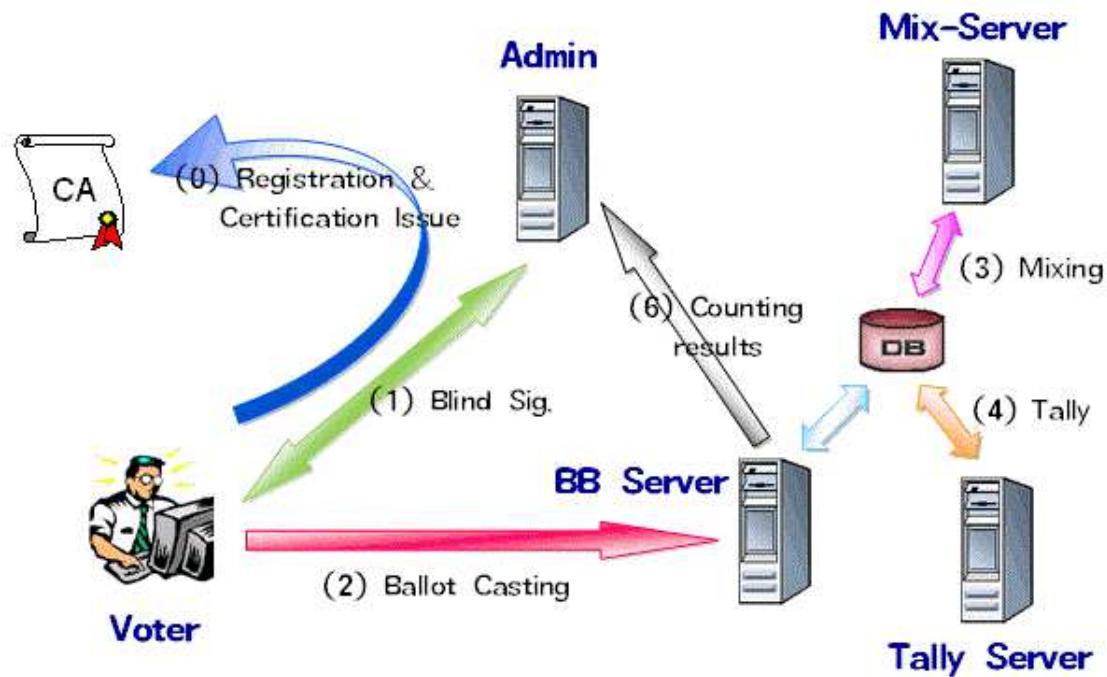 Mix-Server
Admin
CA
(0) Registration &
Certification Issue
(3) Mixing
(6) Counting
results
DB
(1) Blind Sig.
(4) Tally
BB Server
(2) Ballot Casting
Voter
Tally Server